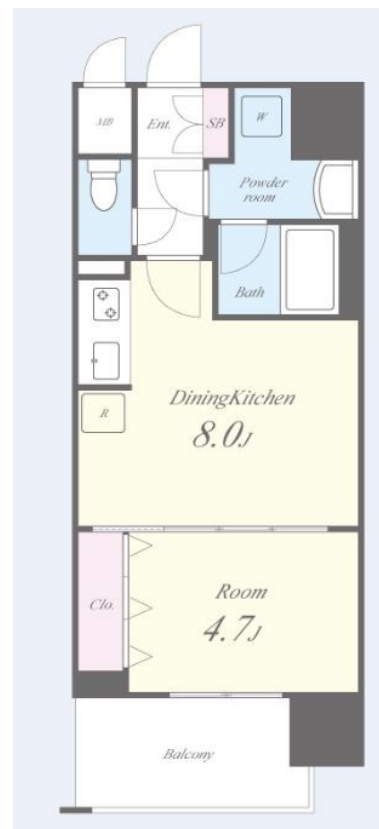 MB
Ent.
SB
W
Powder
room
Bath
DiningKitchen
8.0J
R
Clo.
Room
4.7J
Balcony